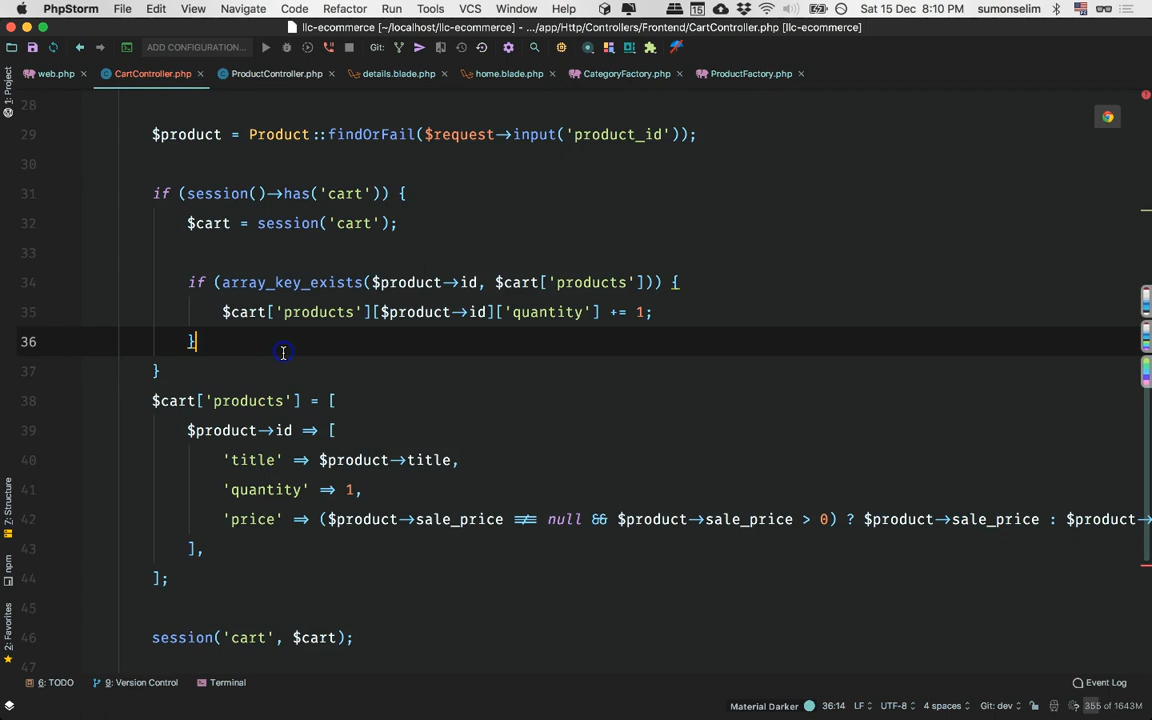 PhpStorm File Edit View Navigate Code Refactor Run Tools VCS Window Help 15 Sat 15 Dec 8:10 PM sumonselim
llc-ecommerce [~/localhost/llc-ecommerce] - .../app/Http/Controllers/Frontend/CartController.php [llc-ecommerce]
ADD CONFIGURATION... Git:
web.php × CartController.php × ProductController.php × details.blade.php × home.blade.php × CategoryFactory.php × ProductFactory.php ×
1: Project
28
29 $product = Product::findOrFail($request->input('product_id'));
30
31 if (session()->has('cart')) {
32 $cart = session('cart');
33
34 if (array_key_exists($product->id, $cart['products'])) {
35 $cart['products'][$product->id]['quantity'] += 1;
36 }
37 }
38 $cart['products'] = [
39 $product->id => [
40 'title' => $product->title,
41 'quantity' => 1,
42 'price' => ($product->sale_price !== null && $product->sale_price > 0) ? $product->sale_price : $product->
43 ],
44 ];
45
46 session('cart', $cart);
47
7: Structure
npm
2: Favorites
6: TODO 9: Version Control Terminal Event Log
Material Darker 36:14 LF UTF-8 4 spaces Git: dev 355 of 1643M